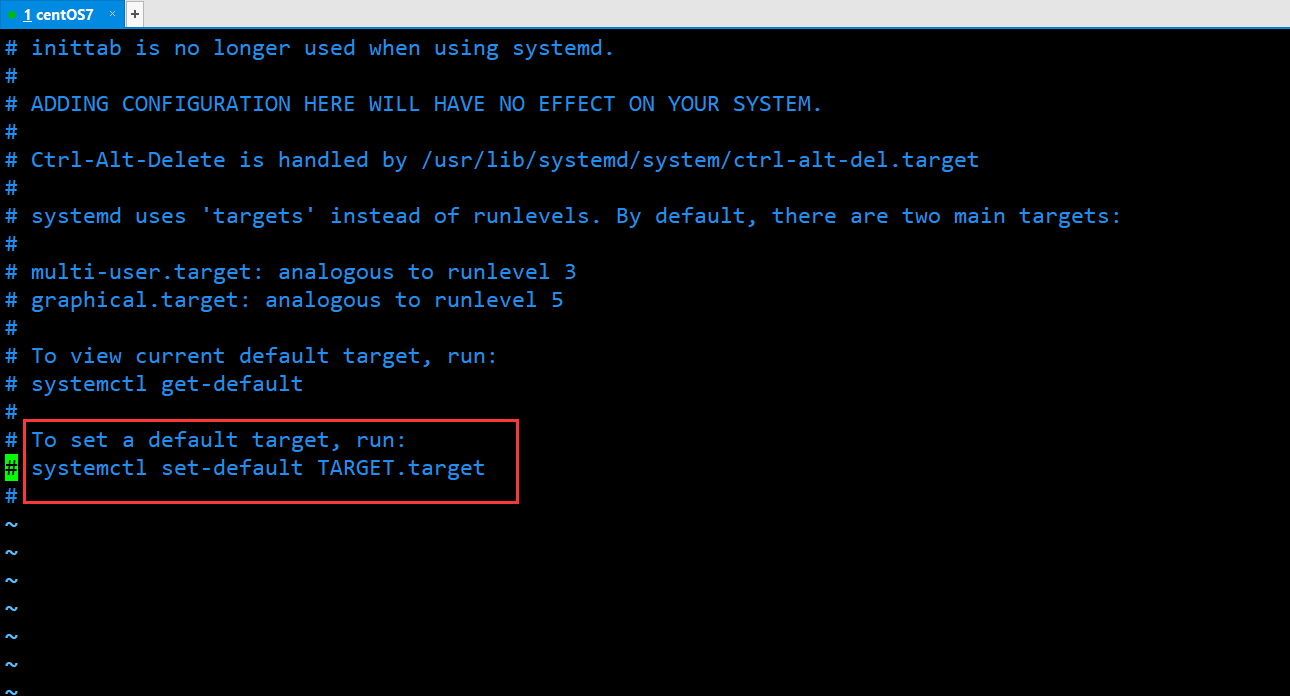 1 centOS7 × +
# inittab is no longer used when using systemd.
#
# ADDING CONFIGURATION HERE WILL HAVE NO EFFECT ON YOUR SYSTEM.
#
# Ctrl-Alt-Delete is handled by /usr/lib/systemd/system/ctrl-alt-del.target
#
# systemd uses 'targets' instead of runlevels. By default, there are two main targets:
#
# multi-user.target: analogous to runlevel 3
# graphical.target: analogous to runlevel 5
#
# To view current default target, run:
# systemctl get-default
#
# To set a default target, run:
# systemctl set-default TARGET.target
#
~
~
~
~
~
~
~